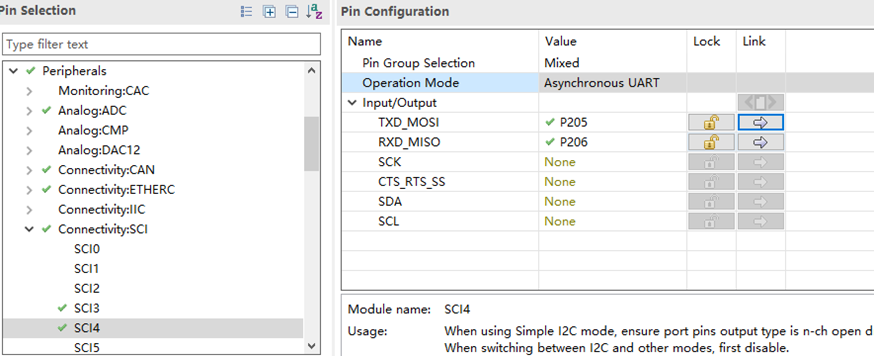 Pin Selection
Type filter text
Peripherals
Monitoring:CAC
Analog:ADC
Analog:CMP
Analog:DAC12
Connectivity:CAN
Connectivity:ETHERC
Connectivity:IIC
Connectivity:SCI
SCI0
SCI1
SCI2
SCI3
SCI4
SCI5
Pin Configuration
Name Value Lock Link
Pin Group Selection Mixed
Operation Mode Asynchronous UART
Input/Output
TXD_MOSI P205
RXD_MISO P206
SCK None
CTS_RTS_SS None
SDA None
SCL None
Module name: SCI4
Usage: When using Simple I2C mode, ensure port pins output type is n-ch open d
When switching between I2C and other modes, first disable.